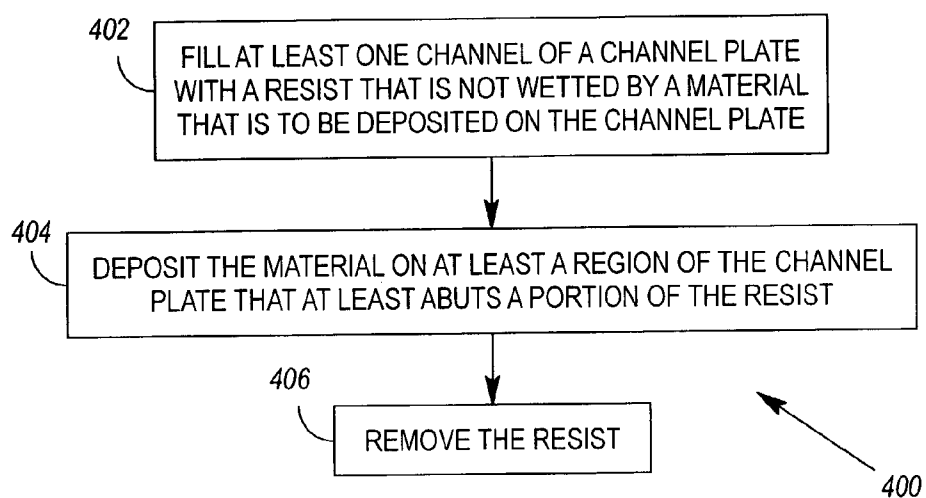 402
FILL AT LEAST ONE CHANNEL OF A CHANNEL PLATE
WITH A RESIST THAT IS NOT WETTED BY A MATERIAL
THAT IS TO BE DEPOSITED ON THE CHANNEL PLATE
404
DEPOSIT THE MATERIAL ON AT LEAST A REGION OF THE CHANNEL
PLATE THAT AT LEAST ABUTS A PORTION OF THE RESIST
406
REMOVE THE RESIST
400